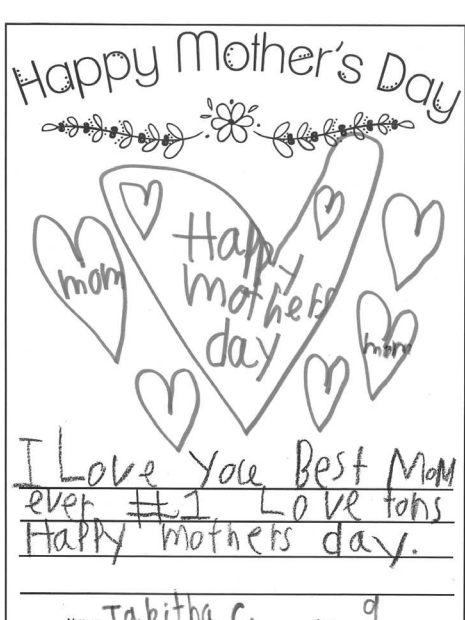 Happy Mother's Day
Happy
mothers
day
mom
mom
I Love You Best MoM
ever #1 Love tons
Happy mothers day.
Tabitha C. 9